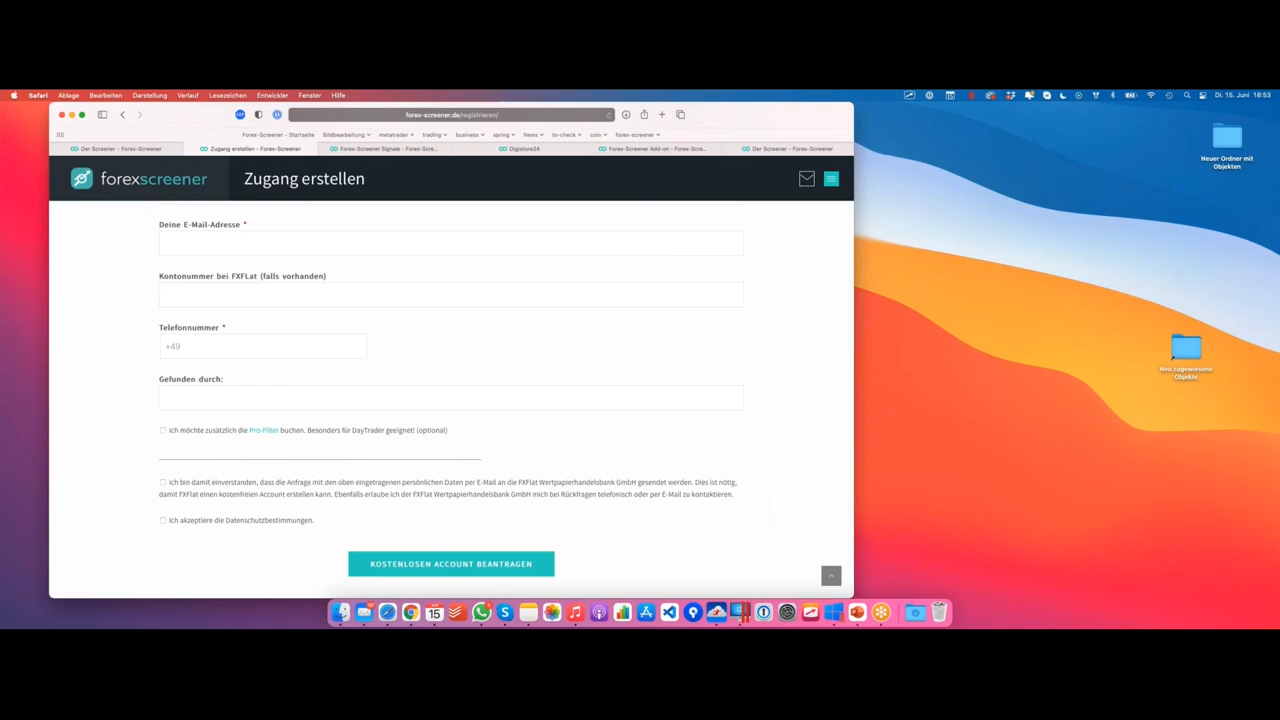 Safari Ablage Bearbeiten Darstellung Verlauf Lesezeichen Entwickler Fenster Hilfe
Di. 15. Juni 18:53
forex-screener.de/registrieren/
Forex-Screener - Startseite Bildbearbeitung metatrader trading business spring News to-check coin forex-screener
Der Screener - Forex-Screener Zugang erstellen - Forex-Screener Forex-Screener Signale - Forex-Scre... Digistore24 Forex-Screener Add-on - Forex-Scre... Der Screener - Forex-Screener
forexscreener Zugang erstellen
Deine E-Mail-Adresse *
Kontonummer bei FXFLat (falls vorhanden)
Telefonnummer *
+49
Gefunden durch:
Ich möchte zusätzlich die Pro-Filter buchen. Besonders für DayTrader geeignet! (optional)
Ich bin damit einverstanden, dass die Anfrage mit den oben eingetragenen persönlichen Daten per E-Mail an die FXFlat Wertpapierhandelsbank GmbH gesendet werden. Dies ist nötig,
damit FXFlat einen kostenfreien Account erstellen kann. Ebenfalls erlaube ich der FXFlat Wertpapierhandelsbank GmbH mich bei Rückfragen telefonisch oder per E-Mail zu kontaktieren.
Ich akzeptiere die Datenschutzbestimmungen.
KOSTENLOSEN ACCOUNT BEANTRAGEN
Neuer Ordner mit
Objekten
Neu zugewiesene
Objekte
15